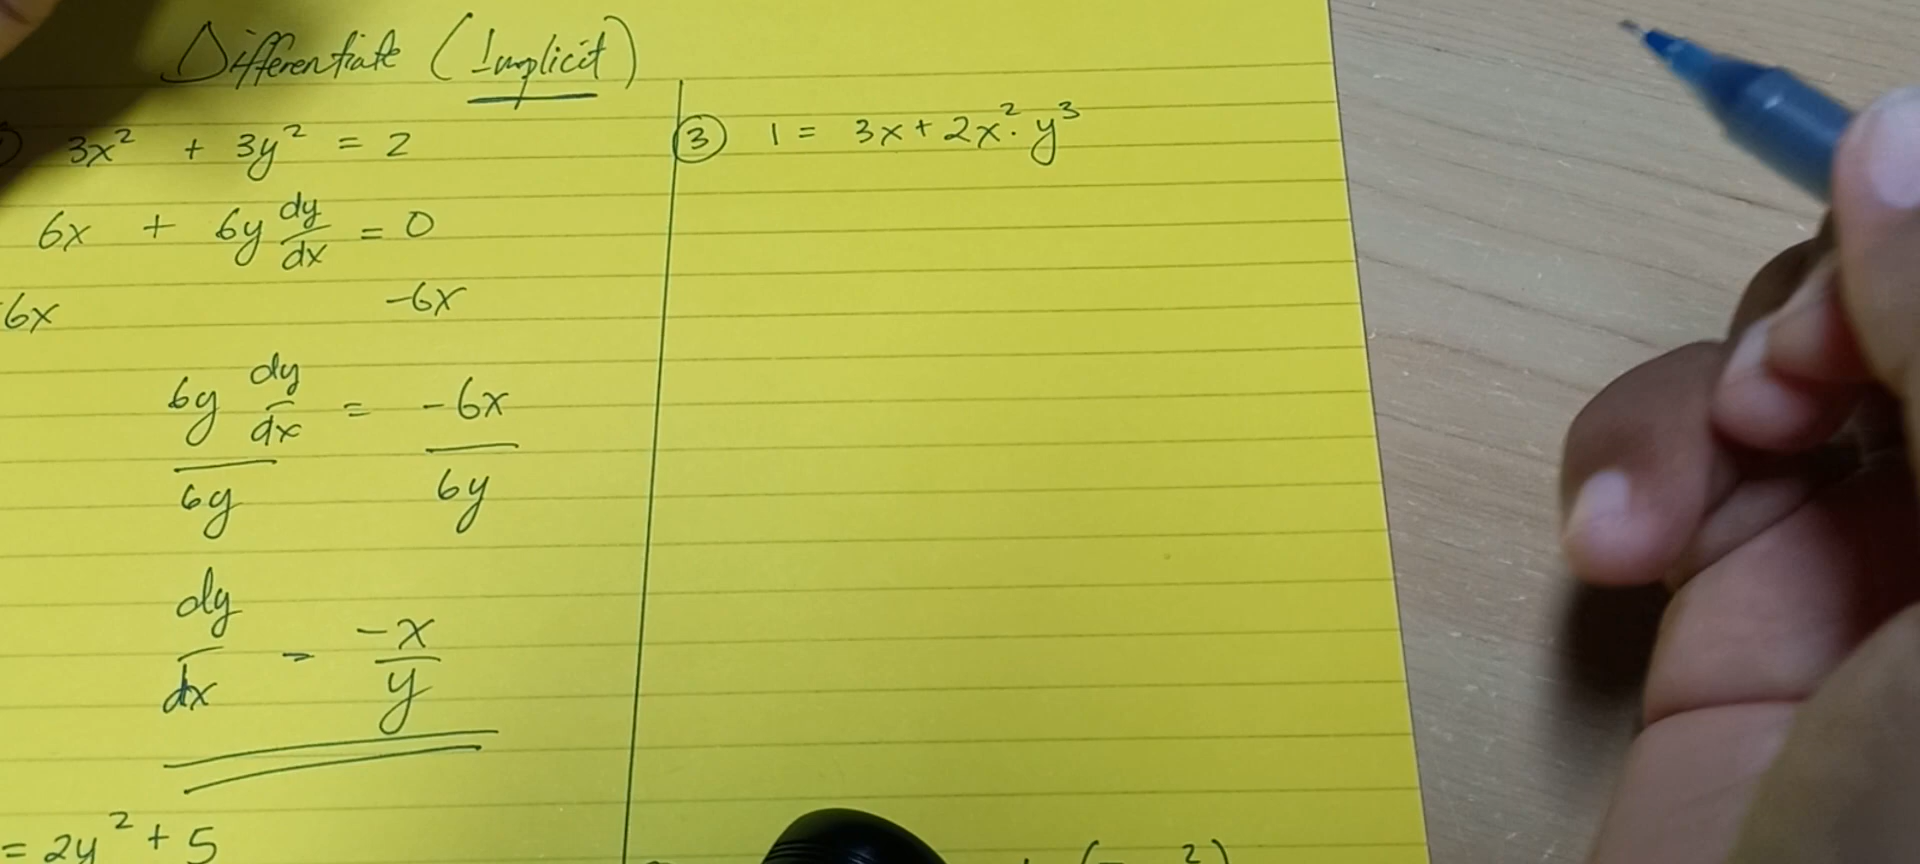 Differentiate (Implicit)
3x² + 3y² = 2
6x + 6y dy/dx = 0
6x -6x
6y dy/dx = -6x
6y 6y
dy/dx = -x/y
= 2y² + 5
③ 1 = 3x + 2x² · y³